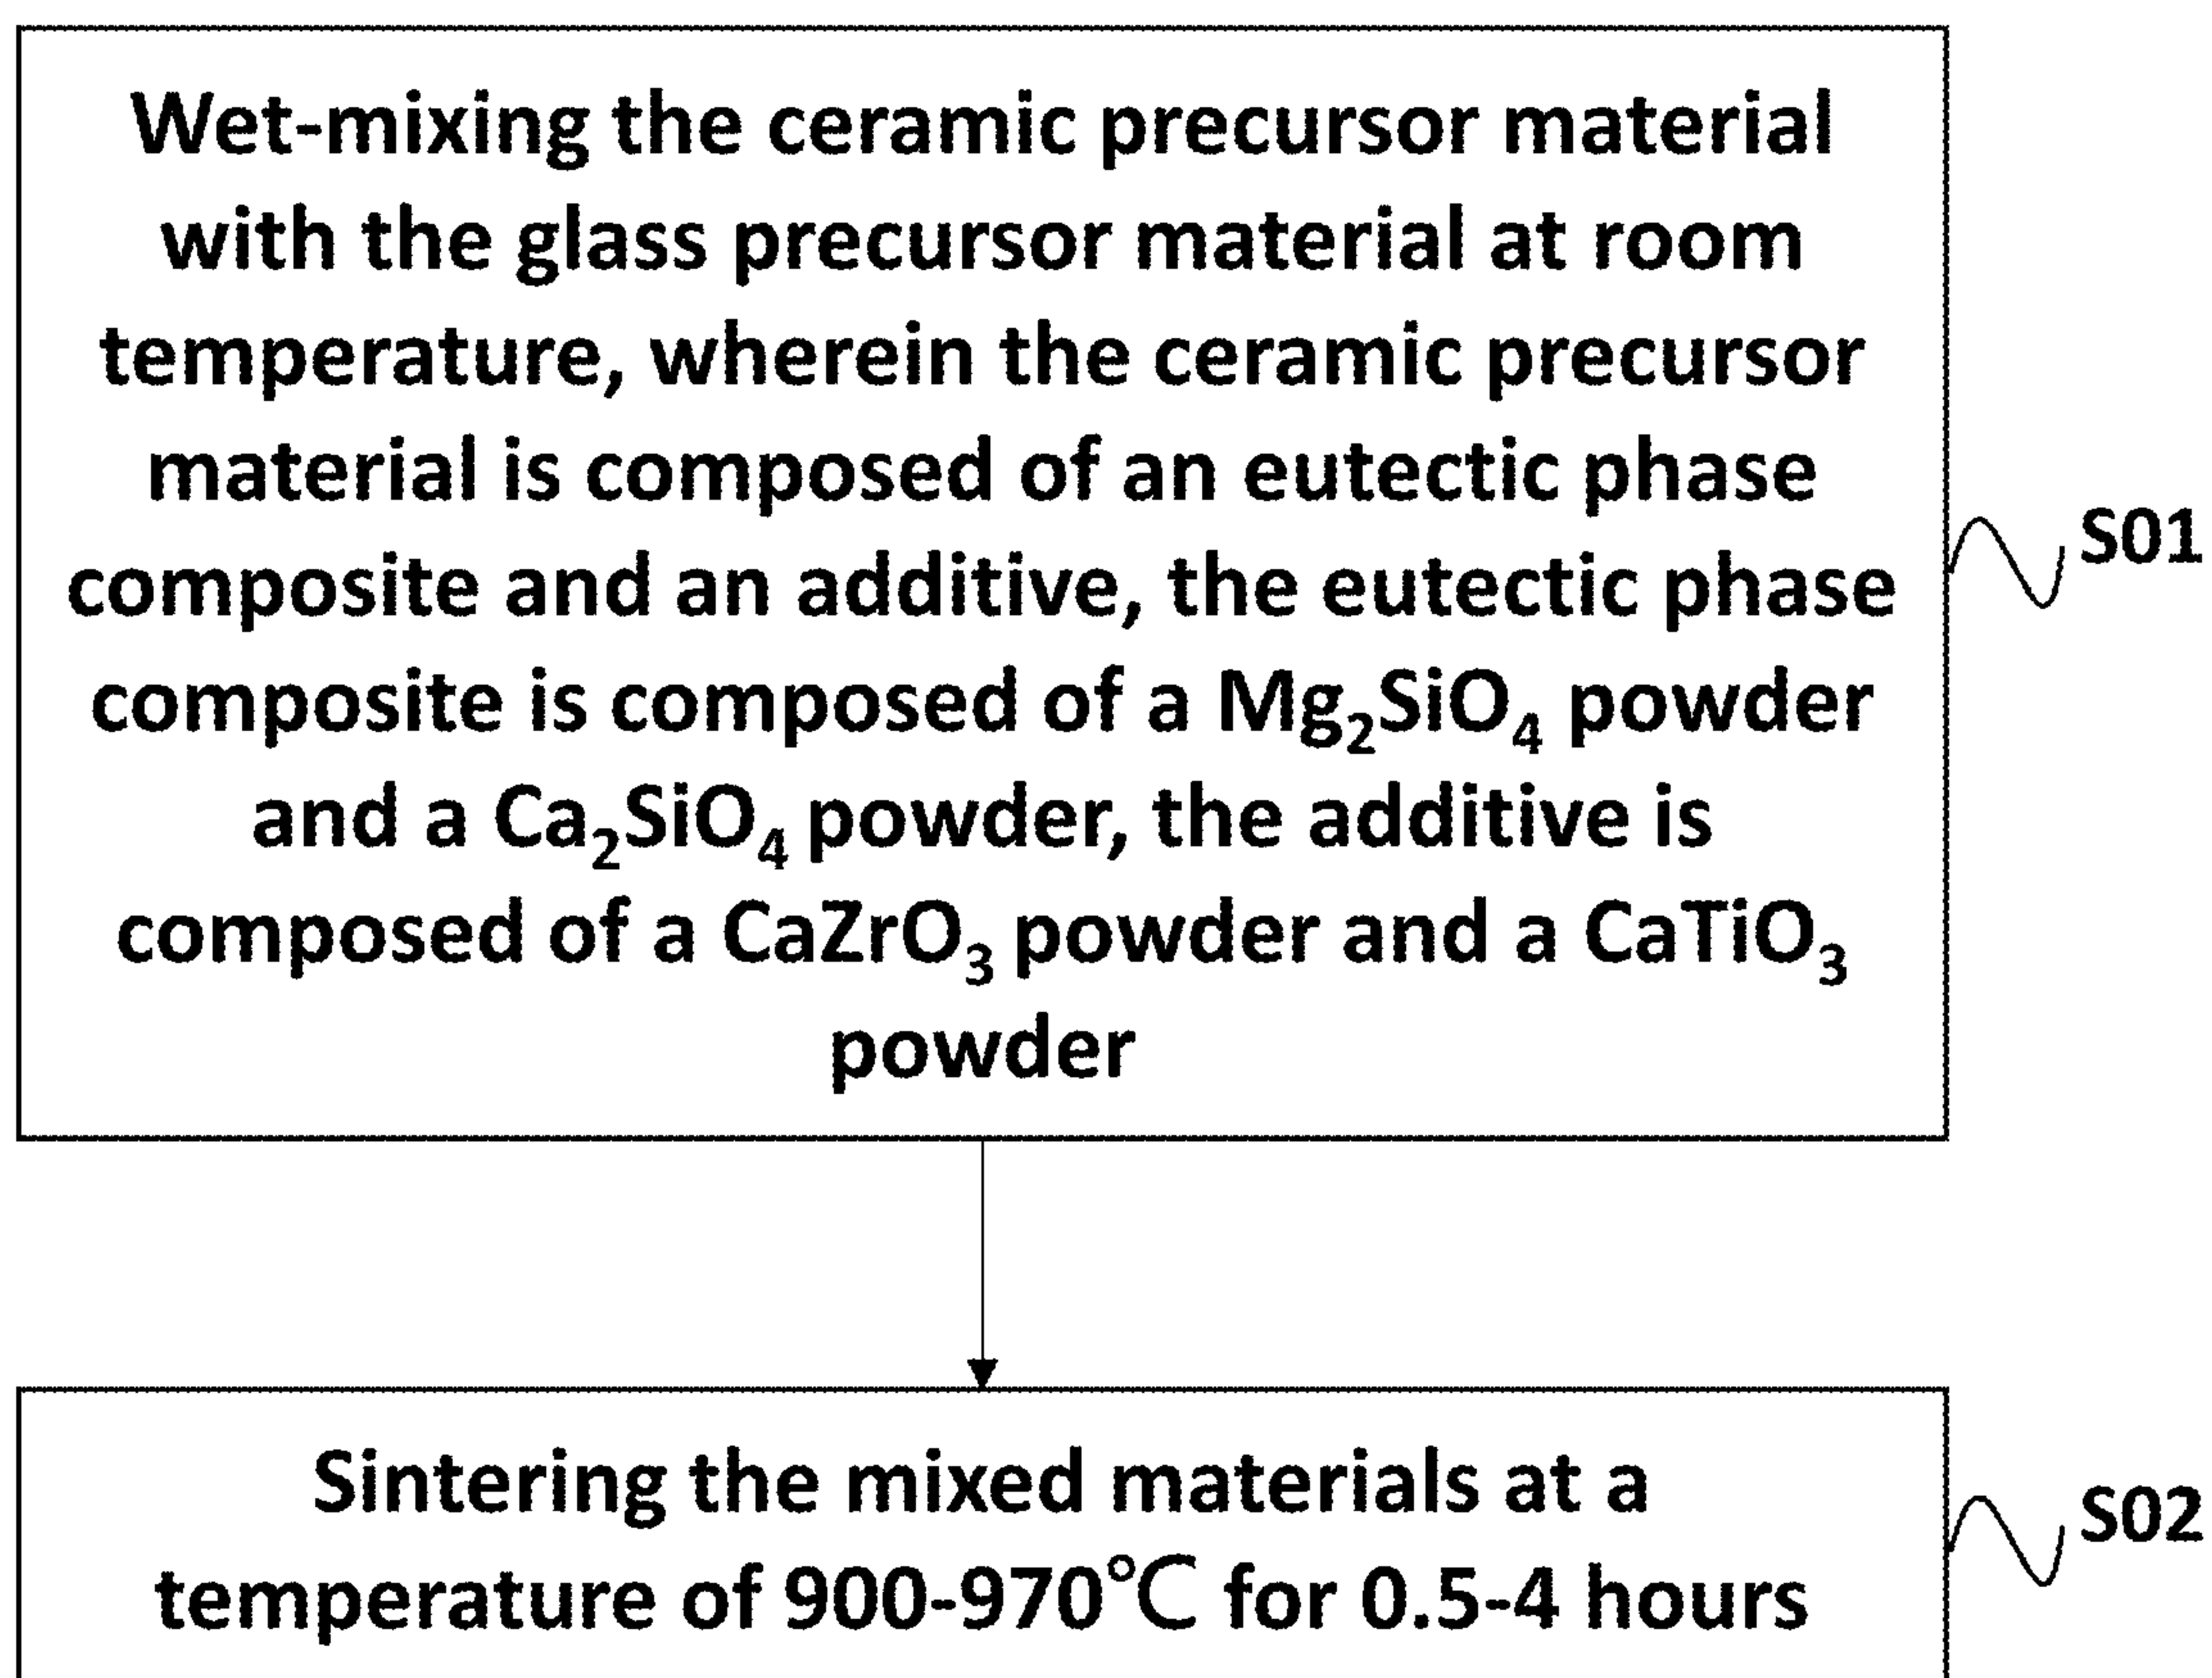 Wet-mixing the ceramic precursor material
with the glass precursor material at room
temperature, wherein the ceramic precursor
material is composed of an eutectic phase
composite and an additive, the eutectic phase
composite is composed of a Mg₂SiO₄ powder
and a Ca₂SiO₄ powder, the additive is
composed of a CaZrO₃ powder and a CaTiO₃
powder
S01
Sintering the mixed materials at a
temperature of 900-970℃ for 0.5-4 hours
S02